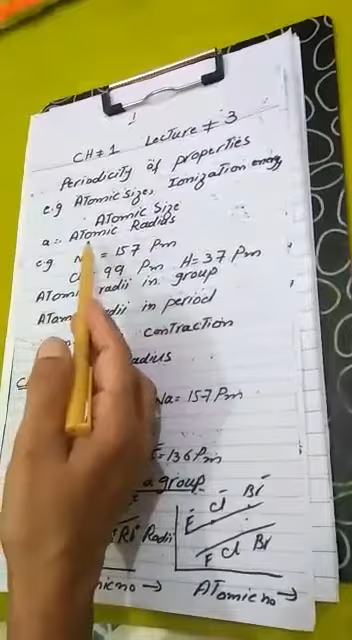 CH # 1 Lecture # 3
Periodicity of properties
e.g Atomic size, Ionization energy
Atomic Size
a:- Atomic Radius
e.g = 157 Pm
99 Pm H = 37 Pm
radii in group
radii in period
contraction
radius
Na = 157 Pm
= 136 Pm
a group
F⁻ Cl⁻ Br⁻
Radii
F Cl Br
→ Atomic no →